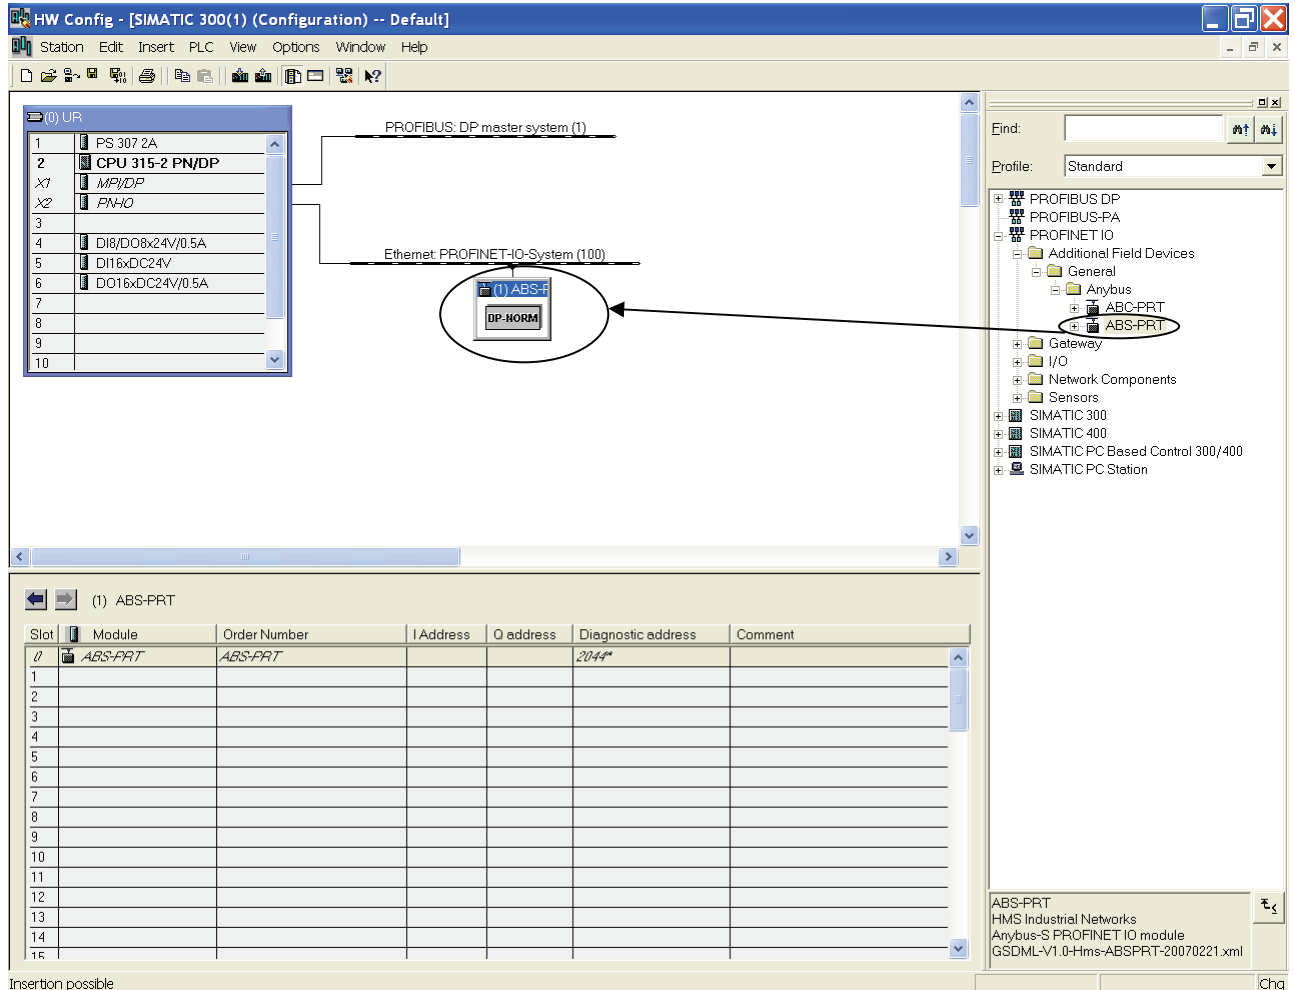 HW Config - [SIMATIC 300(1) (Configuration) -- Default]
Station Edit Insert PLC View Options Window Help
(0) UR
1 PS 307 2A
2 CPU 315-2 PN/DP
X1 MPI/DP
X2 PN-IO
3
4 DI8/DO8x24V/0.5A
5 DI16xDC24V
6 DO16xDC24V/0.5A
7
8
9
10
PROFIBUS: DP master system (1)
Ethernet: PROFINET-IO-System (100)
(1) ABS-P
DP-NORM
Find:
Profile: Standard
PROFIBUS DP
PROFIBUS-PA
PROFINET IO
Additional Field Devices
General
Anybus
ABC-PRT
ABS-PRT
Gateway
I/O
Network Components
Sensors
SIMATIC 300
SIMATIC 400
SIMATIC PC Based Control 300/400
SIMATIC PC Station
(1) ABS-PRT
Slot Module Order Number I Address Q address Diagnostic address Comment
0 ABS-PRT ABS-PRT 2044*
1
2
3
4
5
6
7
8
9
10
11
12
13
14
15
ABS-PRT
HMS Industrial Networks
Anybus-S PROFINET IO module
GSDML-V1.0-Hms-ABSPRT-20070221.xml
Insertion possible
Chg